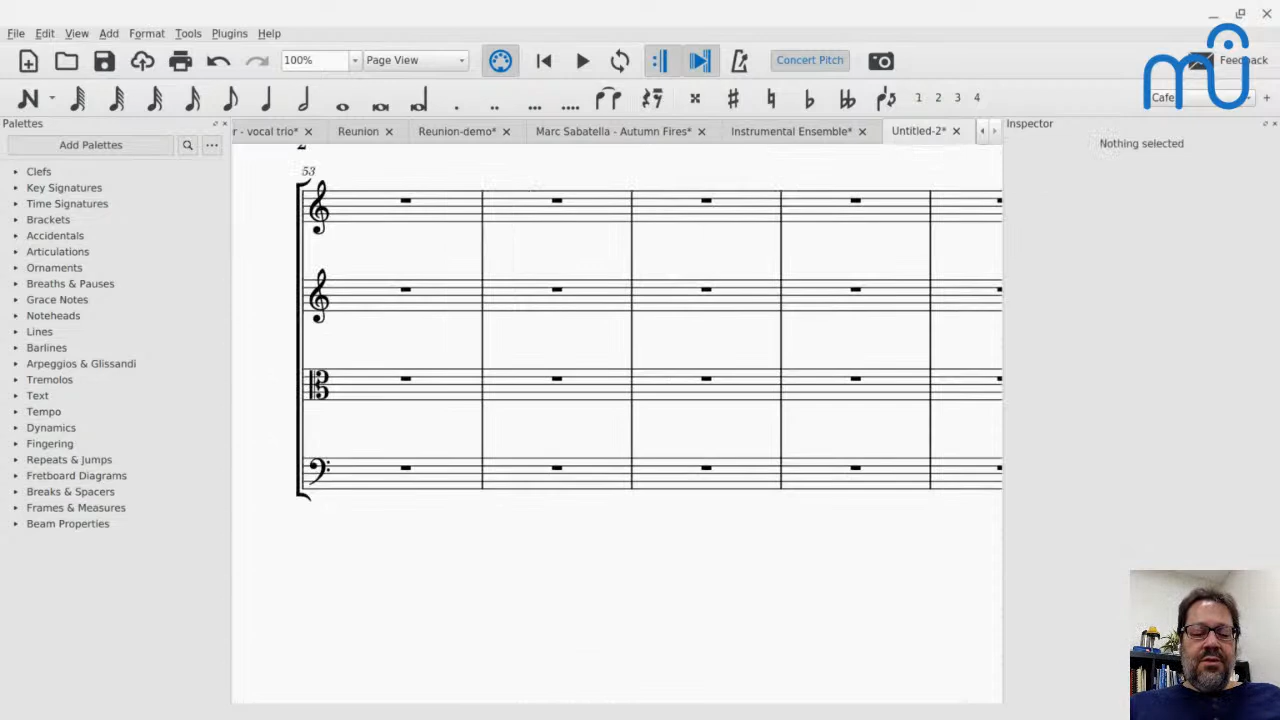 File Edit View Add Format Tools Plugins Help
100% Page View Concert Pitch Feedback
1 2 3 4 Cafe +
Palettes
r - vocal trio* Reunion Reunion-demo* Marc Sabatella - Autumn Fires* Instrumental Ensemble* Untitled-2*
Inspector
Add Palettes
Nothing selected
Clefs
Key Signatures
Time Signatures
Brackets
Accidentals
Articulations
Ornaments
Breaths & Pauses
Grace Notes
Noteheads
Lines
Barlines
Arpeggios & Glissandi
Tremolos
Text
Tempo
Dynamics
Fingering
Repeats & Jumps
Fretboard Diagrams
Breaks & Spacers
Frames & Measures
Beam Properties
2
53